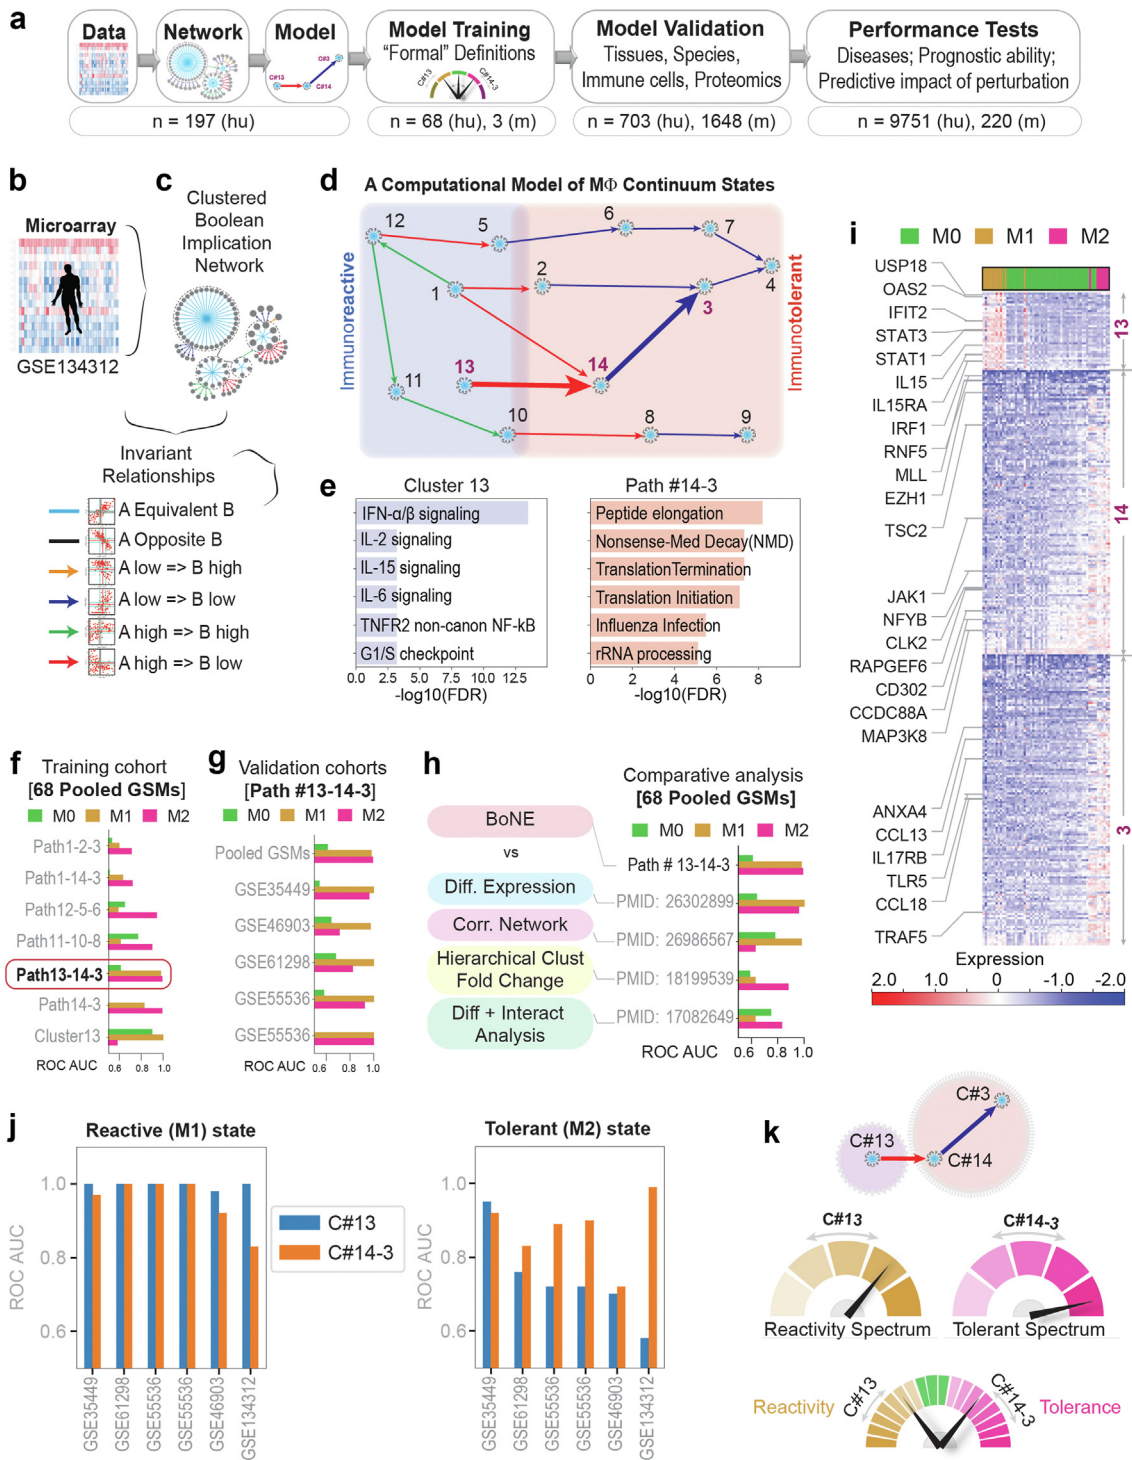 a
Data
Network
Model
C#3
C#13
C#14
Model Training
“Formal” Definitions
C#13
C#14-3
Model Validation
Tissues, Species,
Immune cells, Proteomics
Performance Tests
Diseases; Prognostic ability;
Predictive impact of perturbation
n = 197 (hu)
n = 68 (hu), 3 (m)
n = 703 (hu), 1648 (m)
n = 9751 (hu), 220 (m)
b
Microarray
GSE134312
c
Clustered
Boolean
Implication
Network
Invariant
Relationships
A Equivalent B
A Opposite B
A low => B high
A low => B low
A high => B high
A high => B low
d
A Computational Model of MΦ Continuum States
Immunoreactive
Immunotolerant
12
5
6
7
1
2
3
4
13
14
11
10
8
9
e
Cluster 13
IFN-α/β signaling
IL-2 signaling
IL-15 signaling
IL-6 signaling
TNFR2 non-canon NF-kB
G1/S checkpoint
0.0 2.5 5.0 7.5 10.0 12.5
-log10(FDR)
Path #14-3
Peptide elongation
Nonsense-Med Decay(NMD)
TranslationTermination
Translation Initiation
Influenza Infection
rRNA processing
0 2 4 6 8
-log10(FDR)
f
Training cohort
[68 Pooled GSMs]
M0 M1 M2
Path1-2-3
Path1-14-3
Path12-5-6
Path11-10-8
Path13-14-3
Path14-3
Cluster13
ROC AUC 0.6 0.8 1.0
g
Validation cohorts
[Path #13-14-3]
M0 M1 M2
Pooled GSMs
GSE35449
GSE46903
GSE61298
GSE55536
GSE55536
ROC AUC 0.6 0.8 1.0
h
Comparative analysis
[68 Pooled GSMs]
M0 M1 M2
BoNE
vs
Diff. Expression
Corr. Network
Hierarchical Clust
Fold Change
Diff + Interact
Analysis
Path # 13-14-3
PMID: 26302899
PMID: 26986567
PMID: 18199539
PMID: 17082649
ROC AUC 0.6 0.8 1.0
i
M0 M1 M2
USP18
OAS2
IFIT2
STAT3
STAT1
IL15
IL15RA
IRF1
RNF5
MLL
EZH1
TSC2
JAK1
NFYB
CLK2
RAPGEF6
CD302
CCDC88A
MAP3K8
ANXA4
CCL13
IL17RB
TLR5
CCL18
TRAF5
13
14
3
Expression
2.0 1.0 0 -1.0 -2.0
j
Reactive (M1) state
ROC AUC
1.0
0.8
0.6
GSE35449
GSE61298
GSE55536
GSE55536
GSE46903
GSE134312
C#13
C#14-3
Tolerant (M2) state
ROC AUC
1.0
0.8
0.6
GSE35449
GSE61298
GSE55536
GSE55536
GSE46903
GSE134312
k
C#3
C#13
C#14
C#13
Reactivity Spectrum
C#14-3
Tolerant Spectrum
Reactivity
C#13
C#14-3
Tolerance